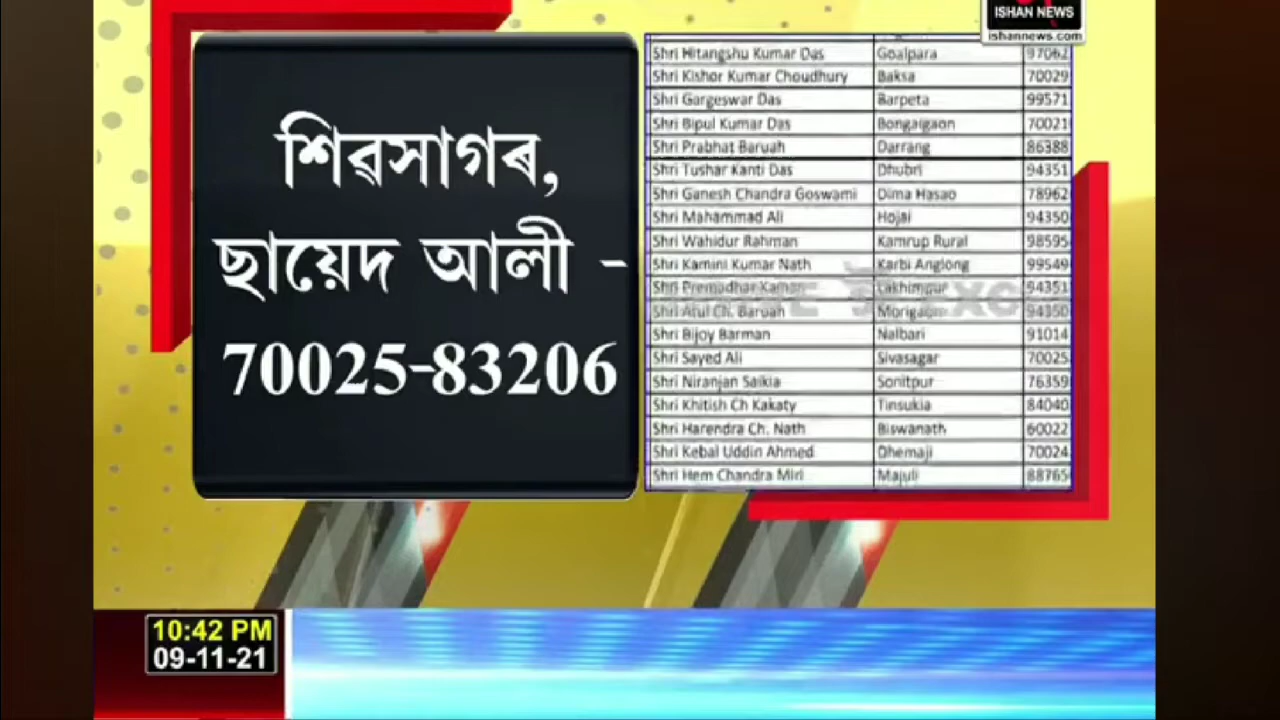 ISHAN NEWS
ishannews.com
শিৱসাগৰ,
ছায়েদ আলী -
70025-83206
Shri Hitangshu Kumar Das Goalpara 97062
Shri Kishor Kumar Choudhury Baksa 70029
Shri Gargeswar Das Barpeta 99571
Shri Bipul Kumar Das Bongaigaon 70021
Shri Prabhat Baruah Darrang 86388
Shri Tushar Kanti Das Dhubri 94351
Shri Ganesh Chandra Goswami Dima Hasao 78962
Shri Mahammad Ali Hojai 94350
Shri Wahidur Rahman Kamrup Rural 98595
Shri Kamini Kumar Nath Karbi Anglong 99549
Shri Premadhar Kaman Lakhimpur 94351
Shri Atul Ch. Baruah Morigaon 94350
Shri Bijoy Barman Nalbari 91014
Shri Sayed Ali Sivasagar 70025
Shri Niranjan Saikia Sonitpur 76359
Shri Khitish Ch Kakaty Tinsukia 84040
Shri Harendra Ch. Nath Biswanath 60022
Shri Kebal Uddin Ahmed Dhemaji 70024
Shri Hem Chandra Miri Majuli 88765
10:42 PM
09-11-21